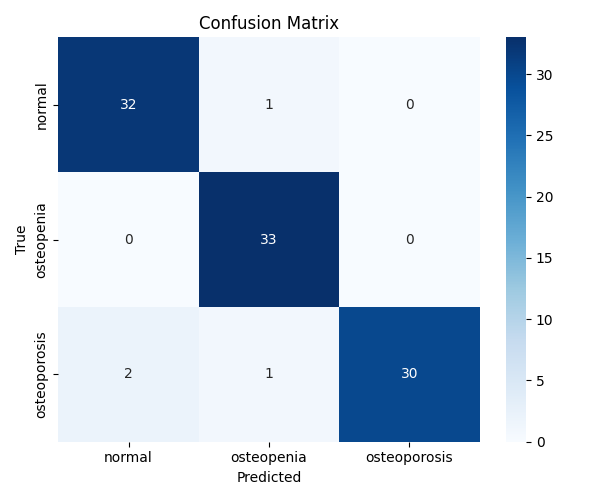 Confusion Matrix
normal
32
1
0
osteopenia
0
33
0
osteoporosis
2
1
30
True
normal
osteopenia
osteoporosis
Predicted
30
25
20
15
10
5
0